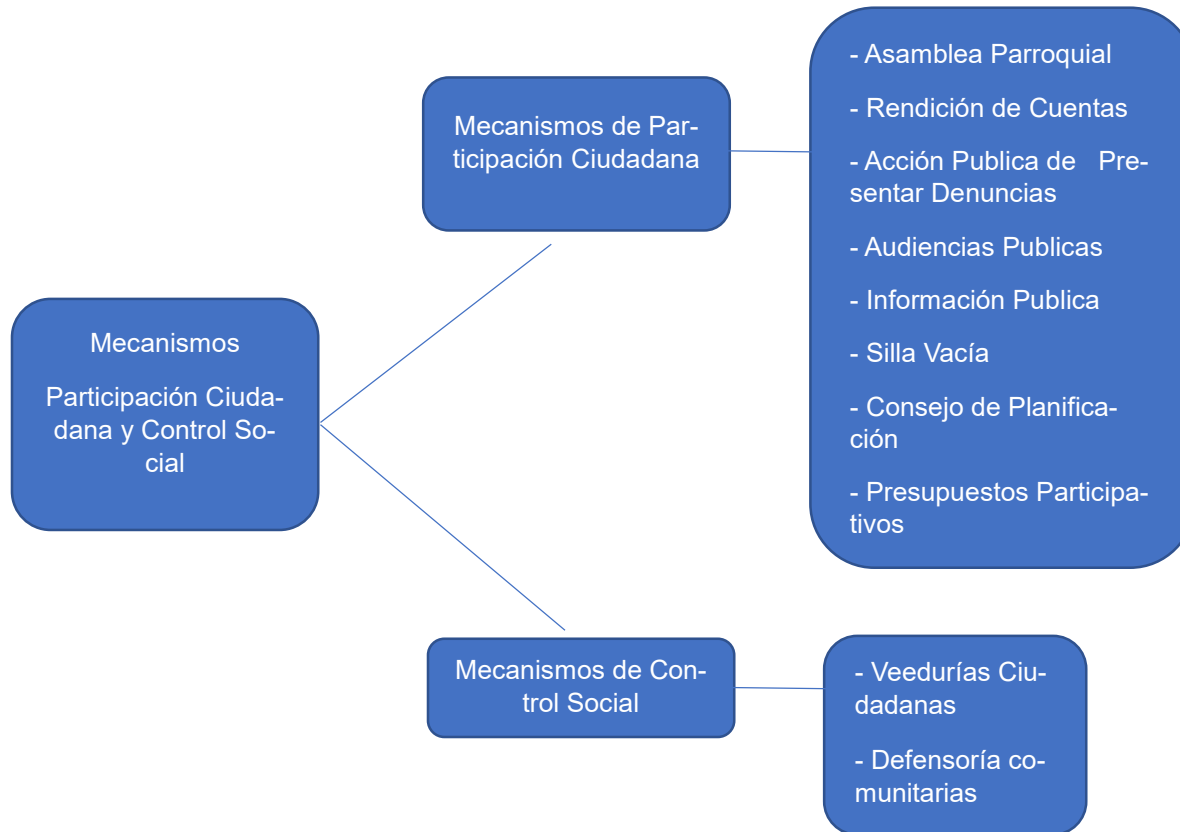 Mecanismos
Participación Ciuda-
dana y Control So-
cial
Mecanismos de Par-
ticipación Ciudadana
- Asamblea Parroquial
- Rendición de Cuentas
- Acción Publica de Pre-
sentar Denuncias
- Audiencias Publicas
- Información Publica
- Silla Vacía
- Consejo de Planifica-
ción
- Presupuestos Participa-
tivos
Mecanismos de Con-
trol Social
- Veedurías Ciu-
dadanas
- Defensoría co-
munitarias